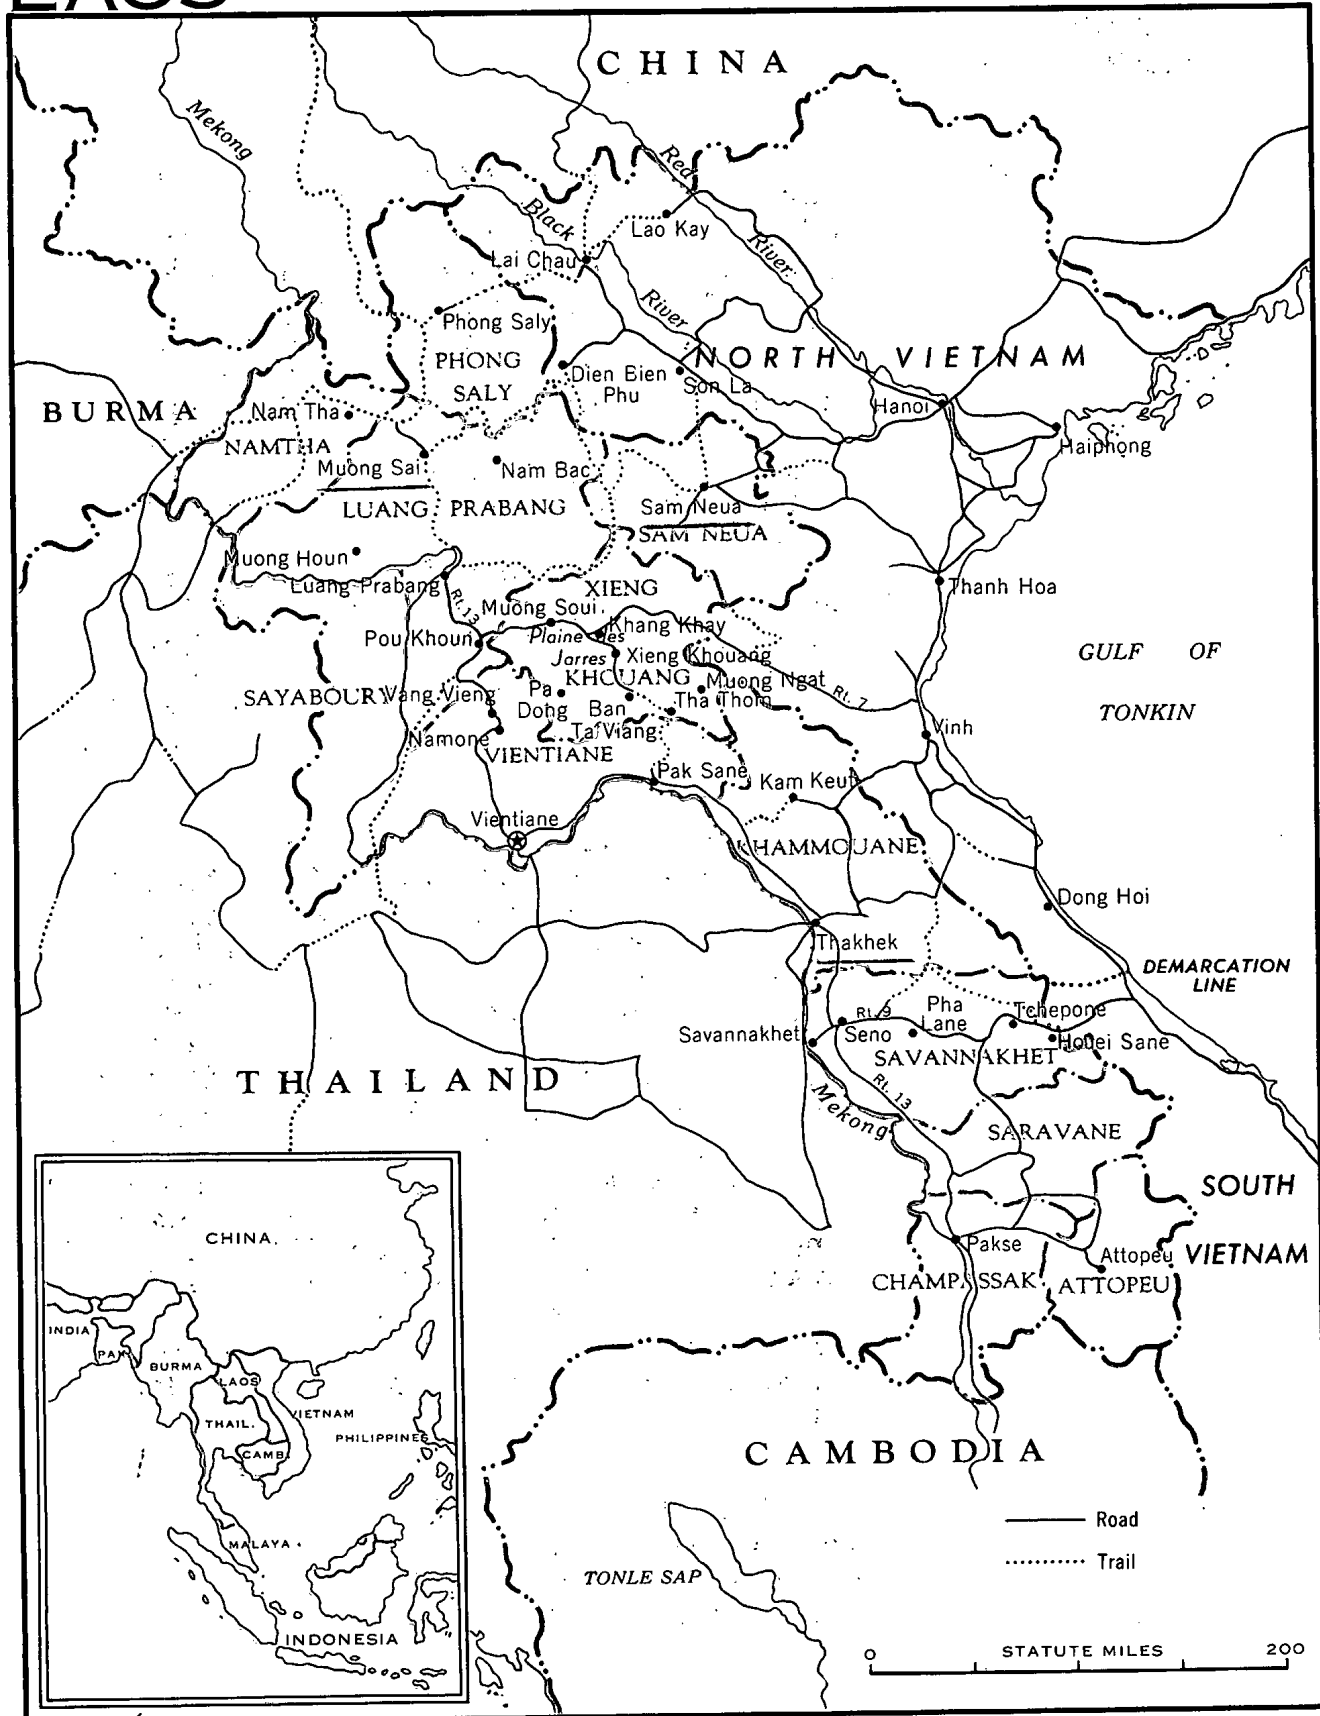 LAOS
CHINA
Mekong
Red
River
Black
River
Lao Kay
Lai Chau
Phong Saly
PHONG
SALY
Dien Bien
Phu
Son La
NORTH VIETNAM
Hanoi
Haiphong
BURMA
Nam Tha
NAMTHA
Muong Sai
Nam Bac
LUANG PRABANG
Sam Neua
SAM NEUA
Muong Houn
Luang Prabang
Thanh Hoa
XIENG
Rt. 13
Muong Soui
Khang Khay
Plaine des
Jarres
Pou Khoun
Xieng Khouang
KHOUANG
Muong Ngat
Rt. 7
GULF OF
TONKIN
SAYABOURY
Vang Vieng
Pa
Dong
Ban
Ta Viang
Tha Thom
Vinh
Namone
VIENTIANE
Pak Sane
Kam Keut
Vientiane
KHAMMOUANE
Dong Hoi
Thakhek
DEMARCATION
LINE
Rt. 9
Pha
Lane
Tchepone
Savannakhet
Seno
Houei Sane
SAVANNAKHET
THAILAND
Rt. 13
Mekong
SARAVANE
SOUTH
VIETNAM
Pakse
Attopeu
CHAMPASSAK
ATTOPEU
CAMBODIA
TONLE SAP
Road
Trail
0 STATUTE MILES 200
CHINA
INDIA
PAK
BURMA
LAOS
THAIL.
VIETNAM
PHILIPPINES
CAMB.
MALAYA
INDONESIA